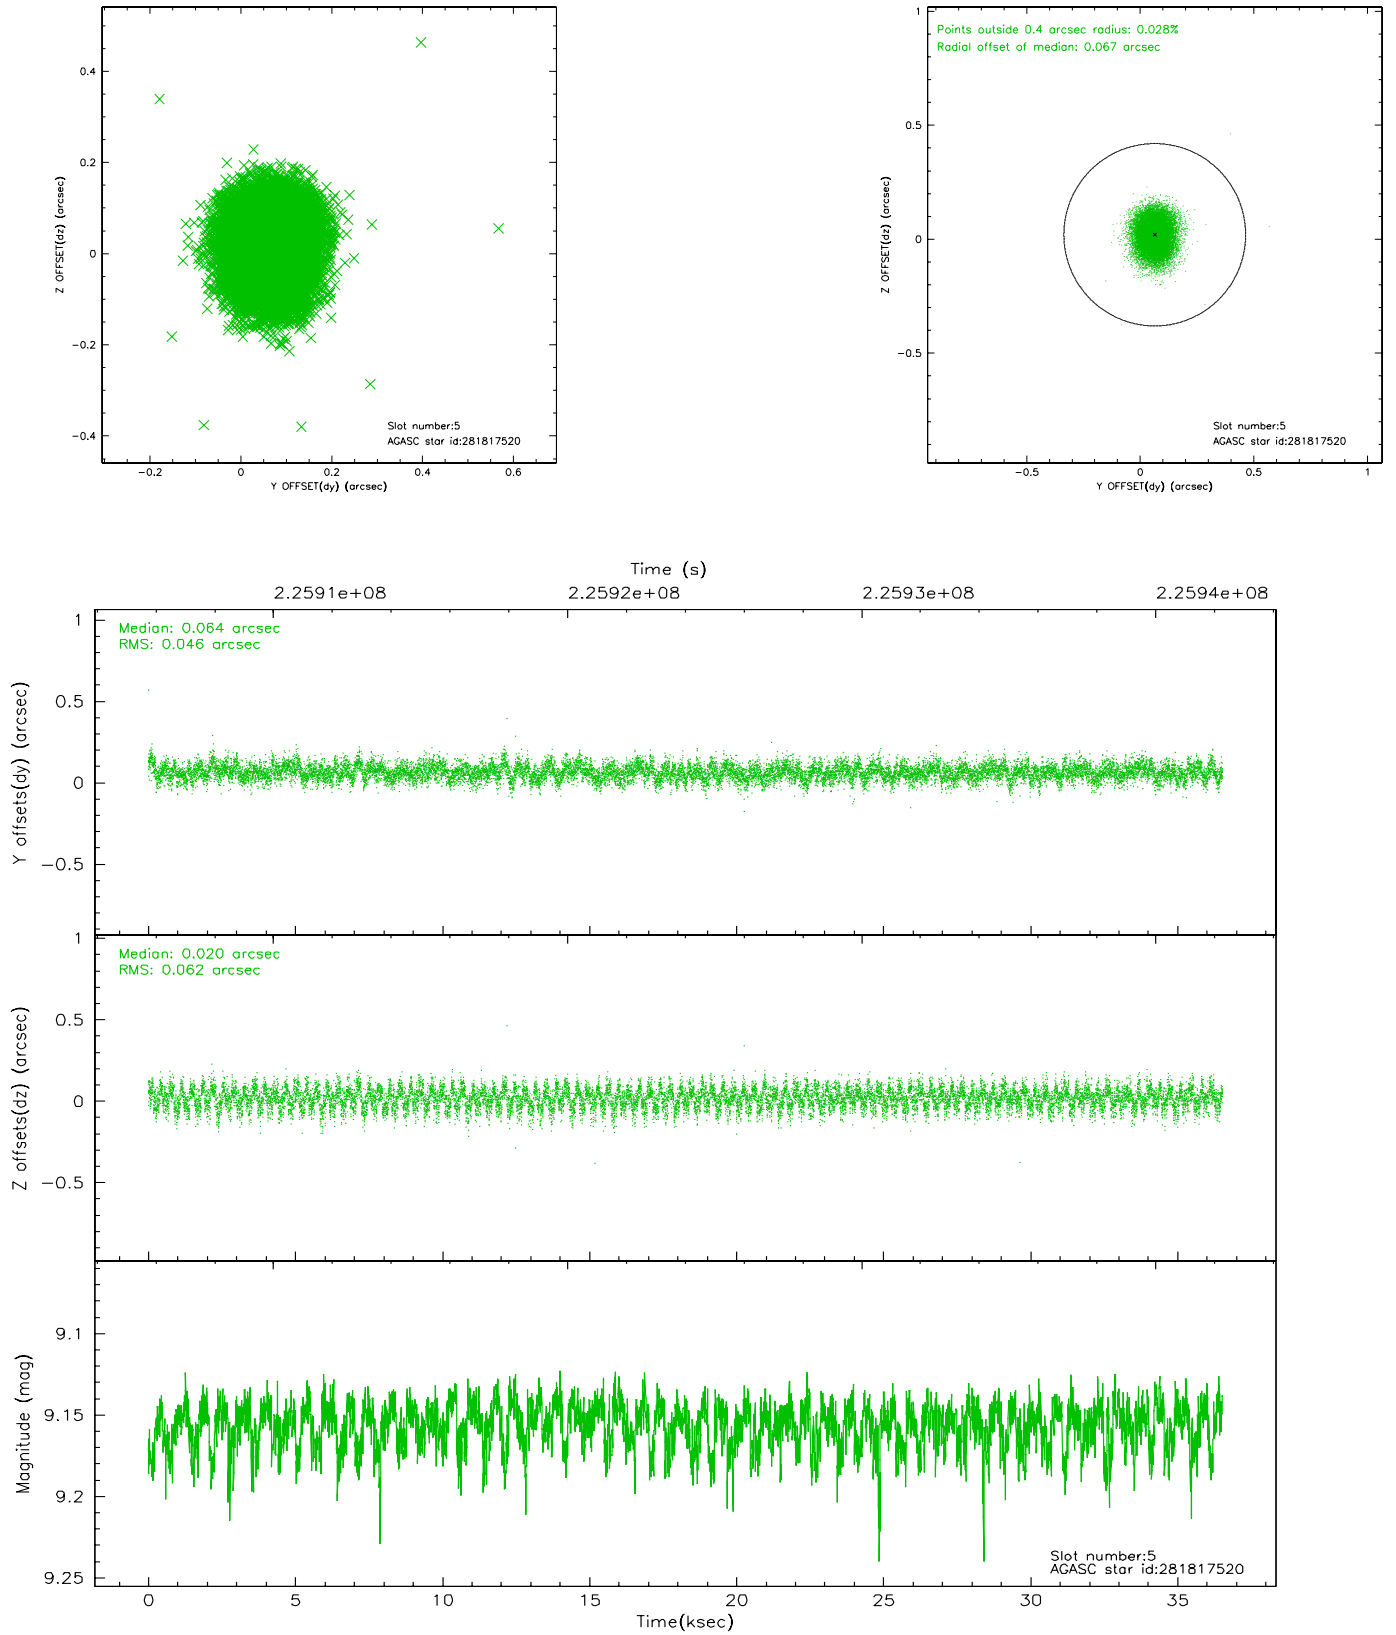 0.4
0.2
0
−0.2
−0.4
Z OFFSET(dz) (arcsec)
Slot number:5
AGASC star id:281817520
−0.2 0 0.2 0.4 0.6
Y OFFSET(dy) (arcsec)
Points outside 0.4 arcsec radius: 0.028%
Radial offset of median: 0.067 arcsec
1
0.5
0
−0.5
Z OFFSET(dz) (arcsec)
Slot number:5
AGASC star id:281817520
−0.5 0 0.5 1
Y OFFSET(dy) (arcsec)
Time (s)
2.2591e+08 2.2592e+08 2.2593e+08 2.2594e+08
Median: 0.064 arcsec
RMS: 0.046 arcsec
1
0.5
0
−0.5
Y offsets(dy) (arcsec)
Median: 0.020 arcsec
RMS: 0.062 arcsec
1
0.5
0
−0.5
Z offsets(dz) (arcsec)
9.1
9.15
9.2
9.25
Magnitude (mag)
Slot number:5
AGASC star id:281817520
0 5 10 15 20 25 30 35
Time(ksec)